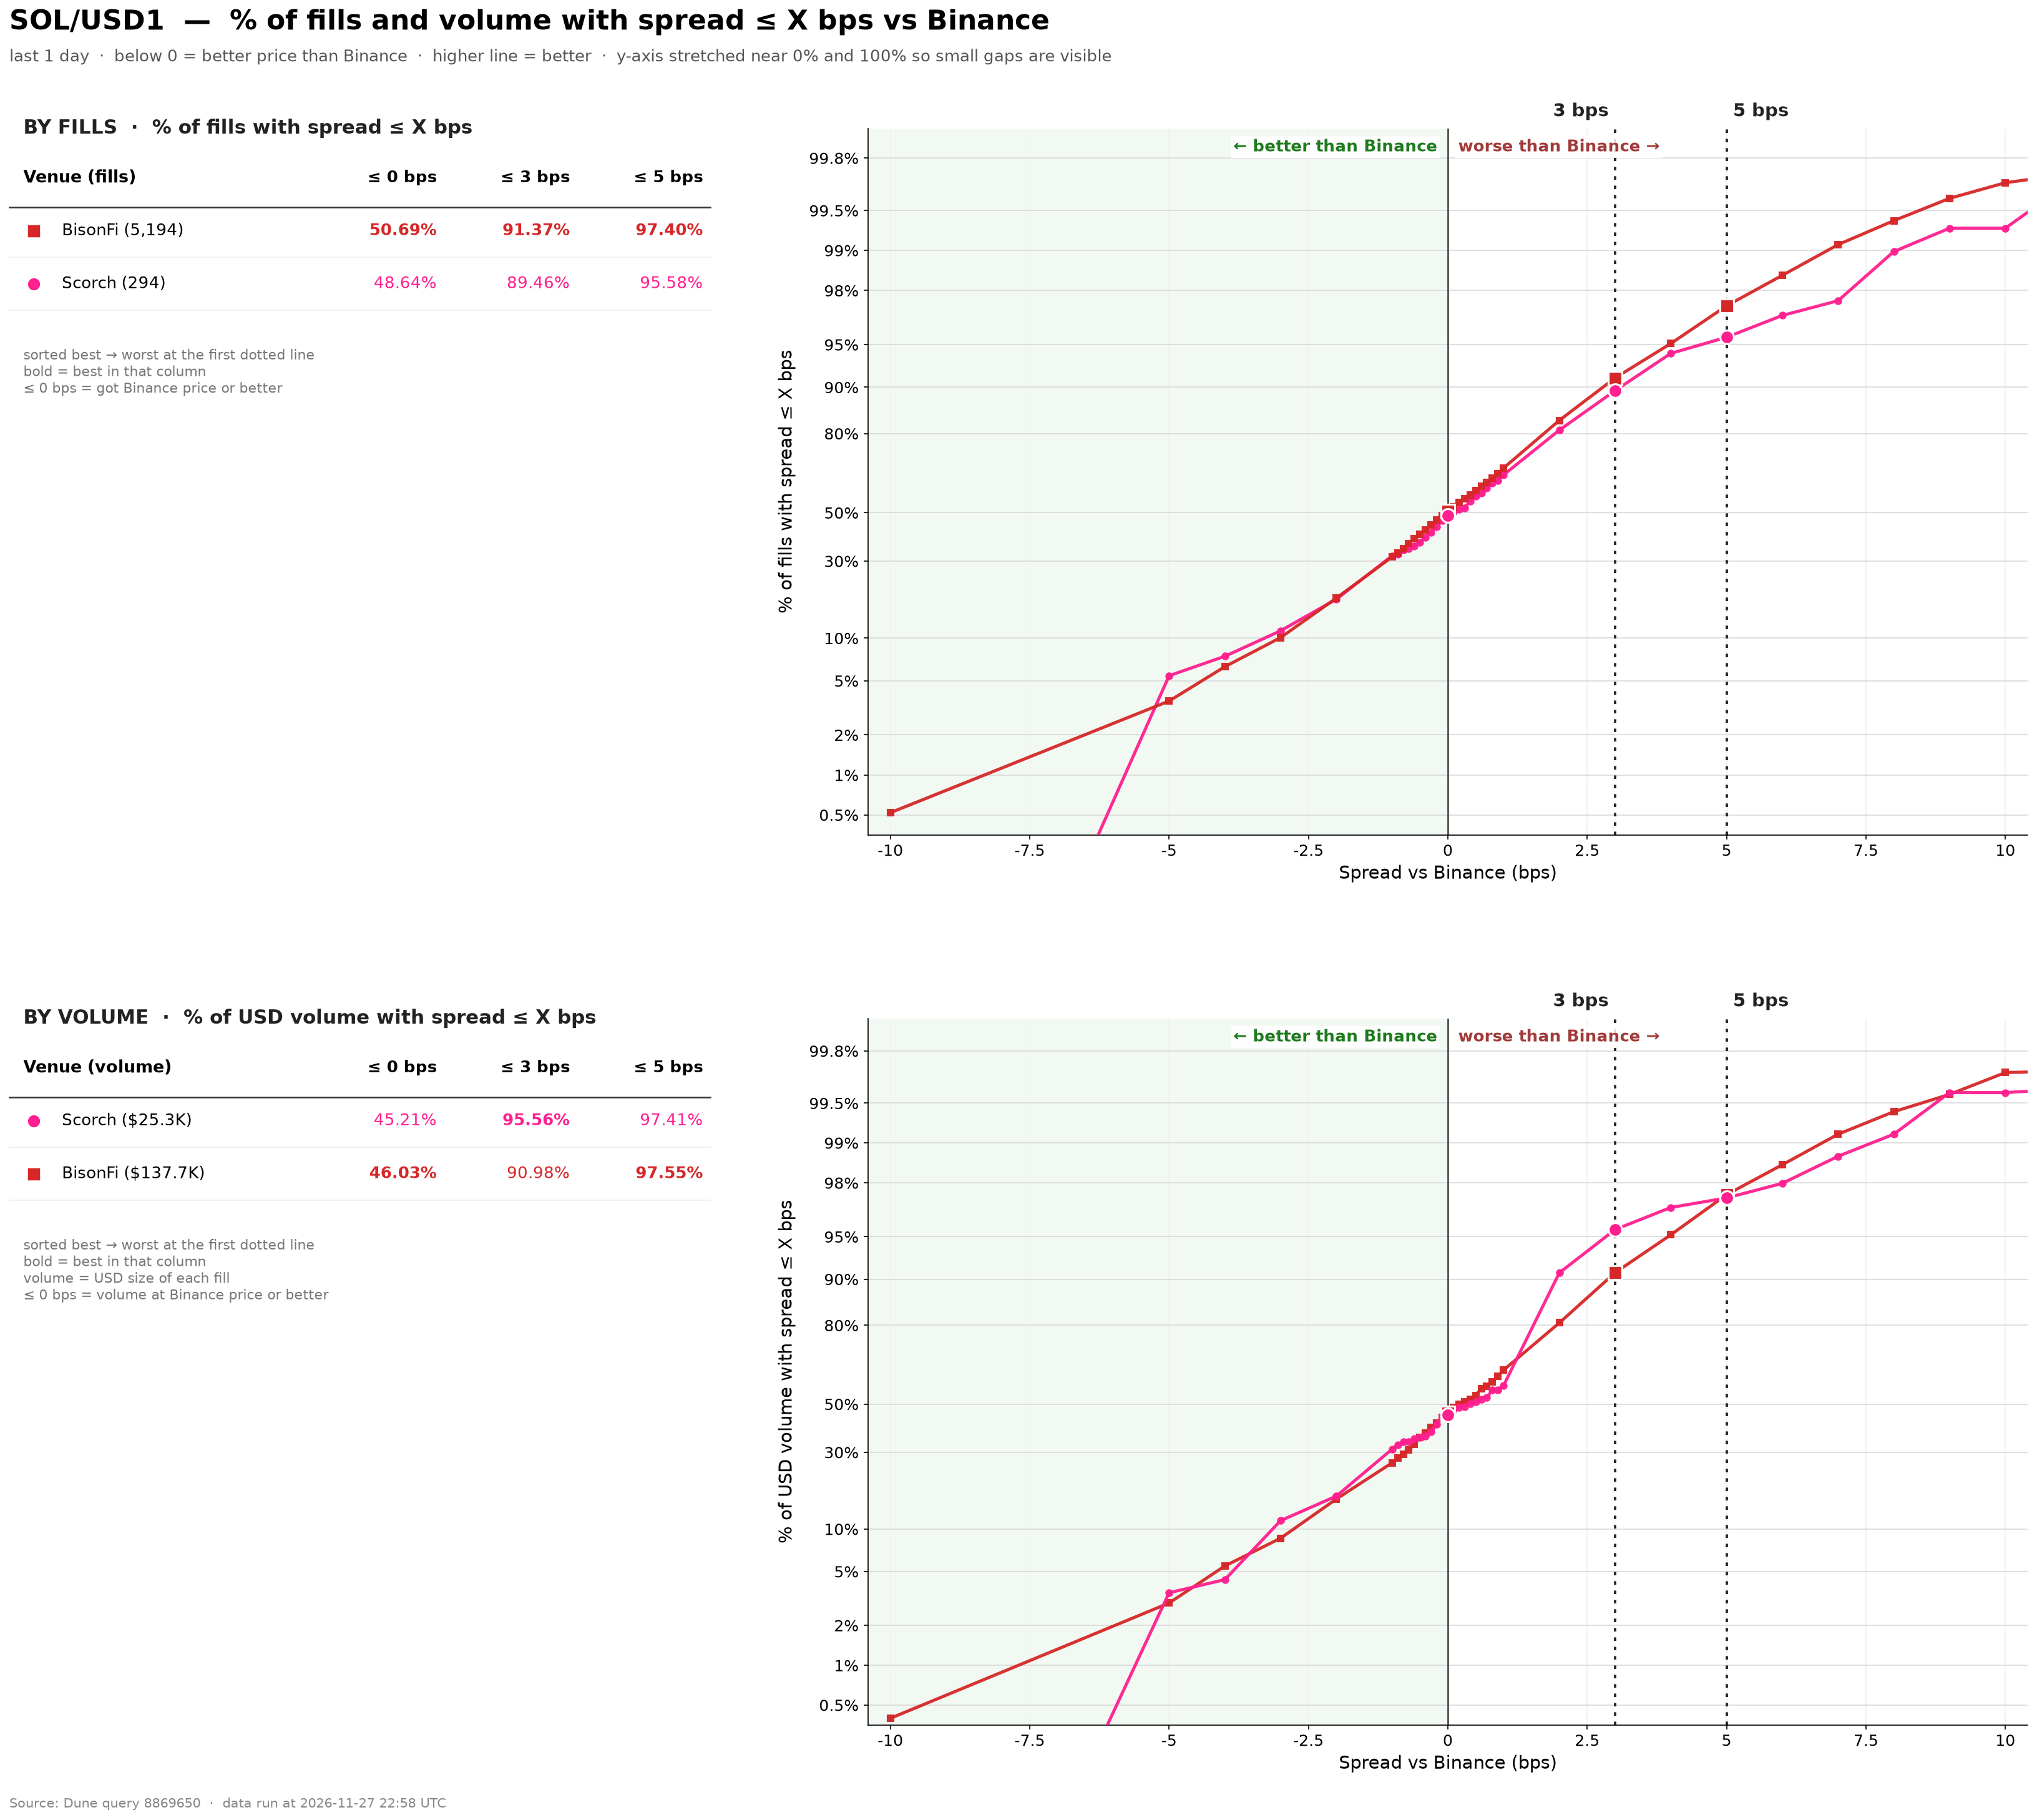 SOL/USD1 — % of fills and volume with spread ≤ X bps vs Binance
last 1 day · below 0 = better price than Binance · higher line = better · y-axis stretched near 0% and 100% so small gaps are visible
BY FILLS · % of fills with spread ≤ X bps
Venue (fills) ≤ 0 bps ≤ 3 bps ≤ 5 bps
BisonFi (5,194) 50.69% 91.37% 97.40%
Scorch (294) 48.64% 89.46% 95.58%
sorted best → worst at the first dotted line
bold = best in that column
≤ 0 bps = got Binance price or better
3 bps 5 bps
← better than Binance worse than Binance →
% of fills with spread ≤ X bps
99.8%
99.5%
99%
98%
95%
90%
80%
50%
30%
10%
5%
2%
1%
0.5%
-10 -7.5 -5 -2.5 0 2.5 5 7.5 10
Spread vs Binance (bps)
BY VOLUME · % of USD volume with spread ≤ X bps
Venue (volume) ≤ 0 bps ≤ 3 bps ≤ 5 bps
Scorch ($25.3K) 45.21% 95.56% 97.41%
BisonFi ($137.7K) 46.03% 90.98% 97.55%
sorted best → worst at the first dotted line
bold = best in that column
volume = USD size of each fill
≤ 0 bps = volume at Binance price or better
3 bps 5 bps
← better than Binance worse than Binance →
% of USD volume with spread ≤ X bps
99.8%
99.5%
99%
98%
95%
90%
80%
50%
30%
10%
5%
2%
1%
0.5%
-10 -7.5 -5 -2.5 0 2.5 5 7.5 10
Spread vs Binance (bps)
Source: Dune query 8869650 · data run at 2026-11-27 22:58 UTC